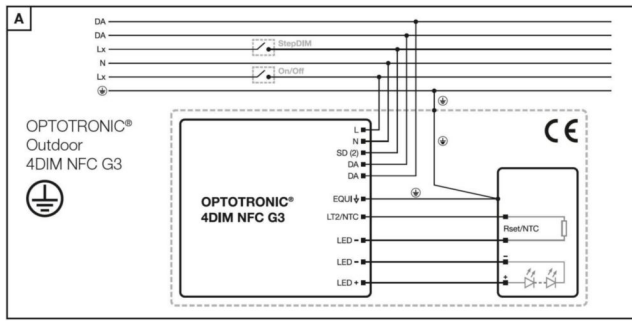 A
DA
DA
Lx
StepDIM
N
Lx
On/Off
OPTOTRONIC®
Outdoor
4DIM NFC G3
CE
L
N
SD (2)
DA
DA
OPTOTRONIC®
4DIM NFC G3
EQUI
LT2/NTC
Rset/NTC
LED -
LED -
-
LED +
+